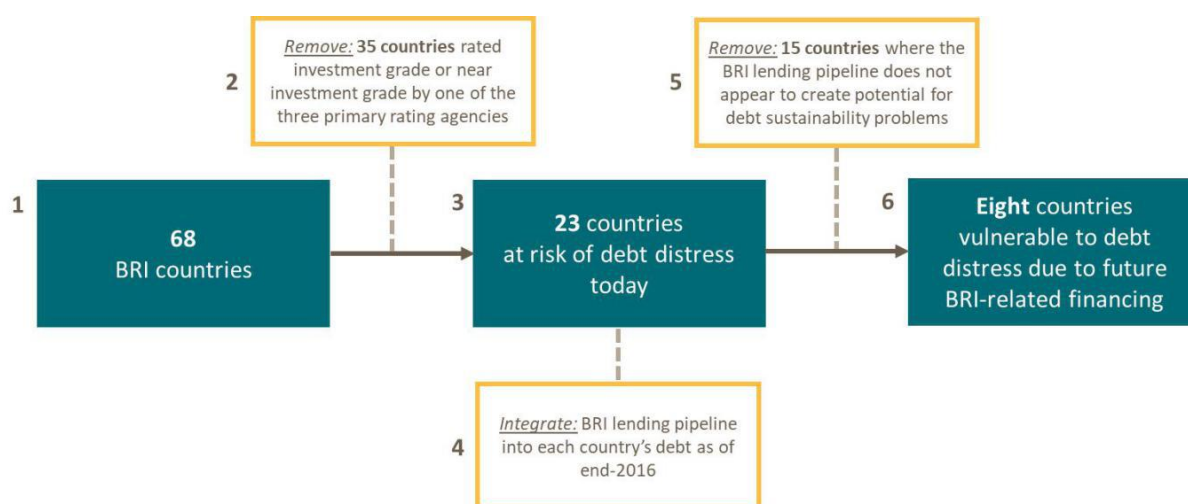 1
68
BRI countries
2
Remove: 35 countries rated
investment grade or near
investment grade by one of the
three primary rating agencies
3
23 countries
at risk of debt distress
today
4
Integrate: BRI lending pipeline
into each country's debt as of
end-2016
5
Remove: 15 countries where the
BRI lending pipeline does not
appear to create potential for
debt sustainability problems
6
Eight countries
vulnerable to debt
distress due to future
BRI-related financing